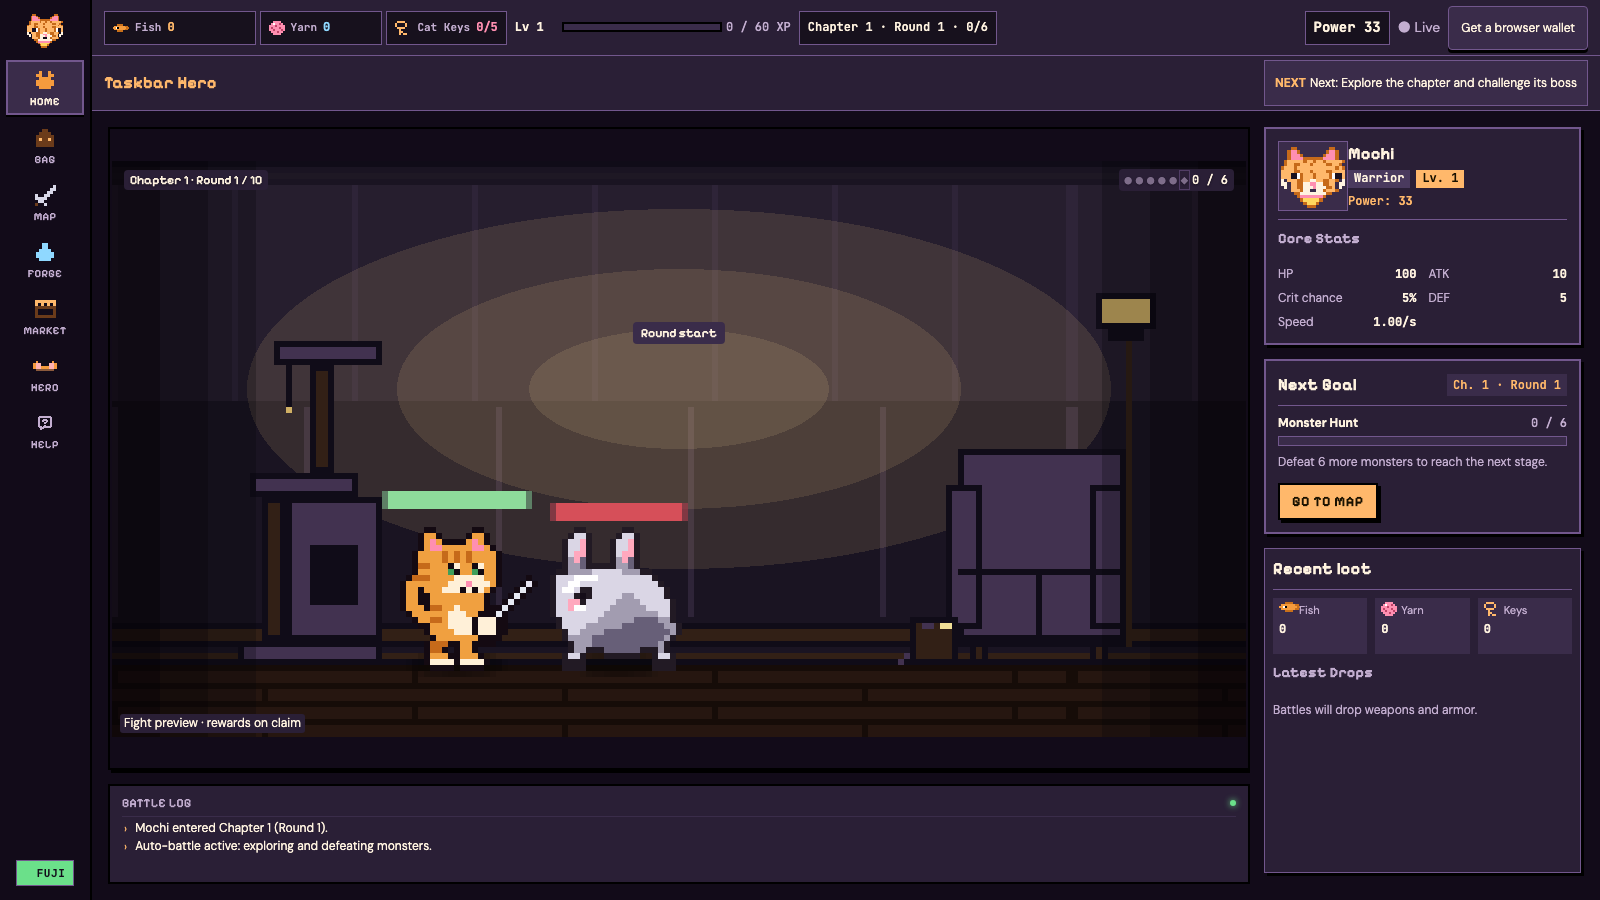 Fish 0
Yarn 0
Cat Keys 0/5
Lv 1
0 / 60 XP
Chapter 1 · Round 1 · 0/6
Power 33
Live
Get a browser wallet
HOME
BAG
MAP
FORGE
MARKET
HERO
HELP
FUJI
Taskbar Hero
NEXT Next: Explore the chapter and challenge its boss
Chapter 1 · Round 1 / 10
0 / 6
Round start
Fight preview · rewards on claim
BATTLE LOG
› Mochi entered Chapter 1 (Round 1).
› Auto-battle active: exploring and defeating monsters.
Mochi
Warrior Lv. 1
Power: 33
Core Stats
HP 100 ATK 10
Crit chance 5% DEF 5
Speed 1.00/s
Next Goal Ch. 1 · Round 1
Monster Hunt 0 / 6
Defeat 6 more monsters to reach the next stage.
GO TO MAP
Recent loot
Fish Yarn Keys
0 0 0
Latest Drops
Battles will drop weapons and armor.